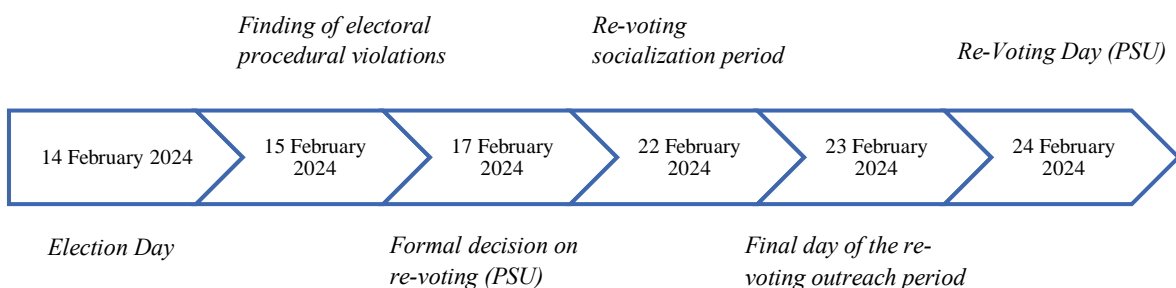 Finding of electoral
procedural violations
Re-voting
socialization period
Re-Voting Day (PSU)
14 February 2024
15 February
2024
17 February
2024
22 February
2024
23 February
2024
24 February
2024
Election Day
Formal decision on
re-voting (PSU)
Final day of the re-
voting outreach period